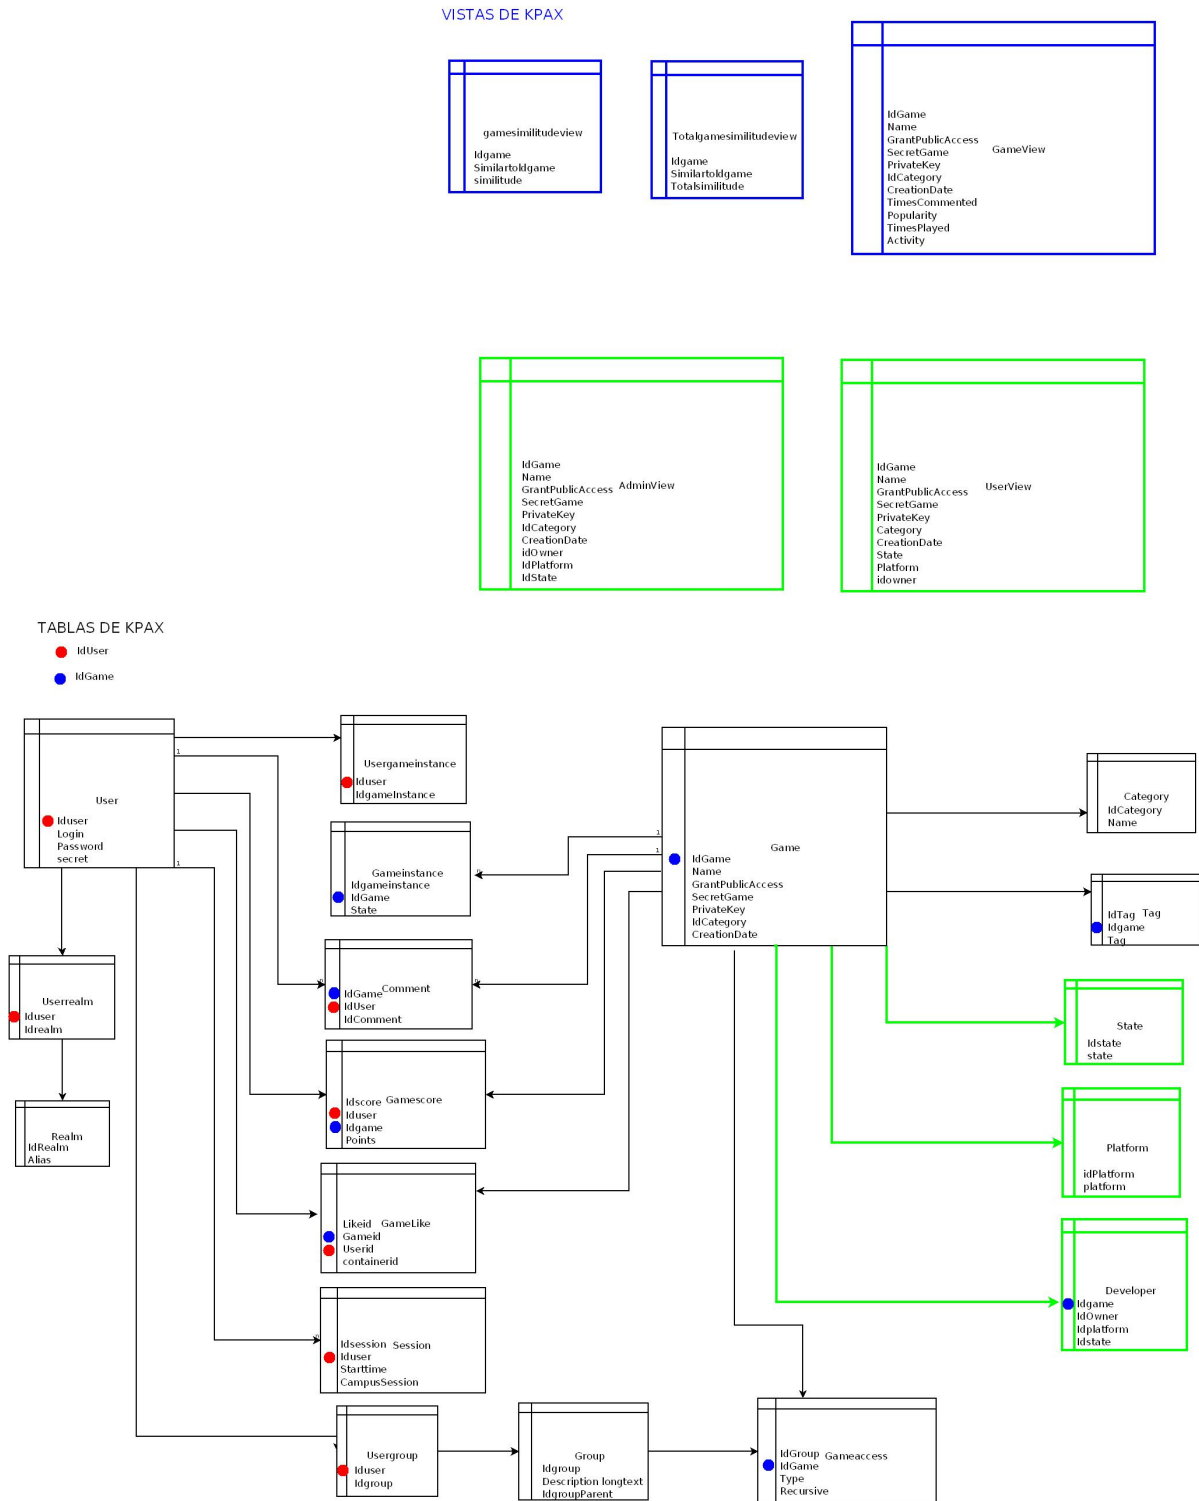 VISTAS DE KPAX
gamesimilitudeview
Idgame
SimilartoIdgame
similitude
Totalgamesimilitudeview
Idgame
SimilartoIdgame
Totalsimilitude
GameView
IdGame
Name
GrantPublicAccess
SecretGame
PrivateKey
IdCategory
CreationDate
TimesCommented
Popularity
TimesPlayed
Activity
AdminView
IdGame
Name
GrantPublicAccess
SecretGame
PrivateKey
IdCategory
CreationDate
idOwner
IdPlatform
IdState
UserView
IdGame
Name
GrantPublicAccess
SecretGame
PrivateKey
Category
CreationDate
State
Platform
idowner
TABLAS DE KPAX
IdUser
IdGame
User
Iduser
Login
Password
secret
1
1
Usergameinstance
Iduser
IdgameInstance
Gameinstance
Idgameinstance
IdGame
State
Comment
IdGame
IdUser
IdComment
Gamescore
Idscore
Iduser
Idgame
Points
GameLike
Likeid
Gameid
Userid
containerid
Session
Idsession
Iduser
Starttime
CampusSession
Userrealm
Iduser
Idrealm
Realm
IdRealm
Alias
Usergroup
Iduser
Idgroup
Group
Idgroup
Description longtext
IdgroupParent
Gameaccess
IdGroup
IdGame
Type
Recursive
1
1
Game
IdGame
Name
GrantPublicAccess
SecretGame
PrivateKey
IdCategory
CreationDate
Category
IdCategory
Name
Tag
IdTag
Idgame
Tag
State
Idstate
state
Platform
idPlatform
platform
Developer
Idgame
IdOwner
Idplatform
Idstate